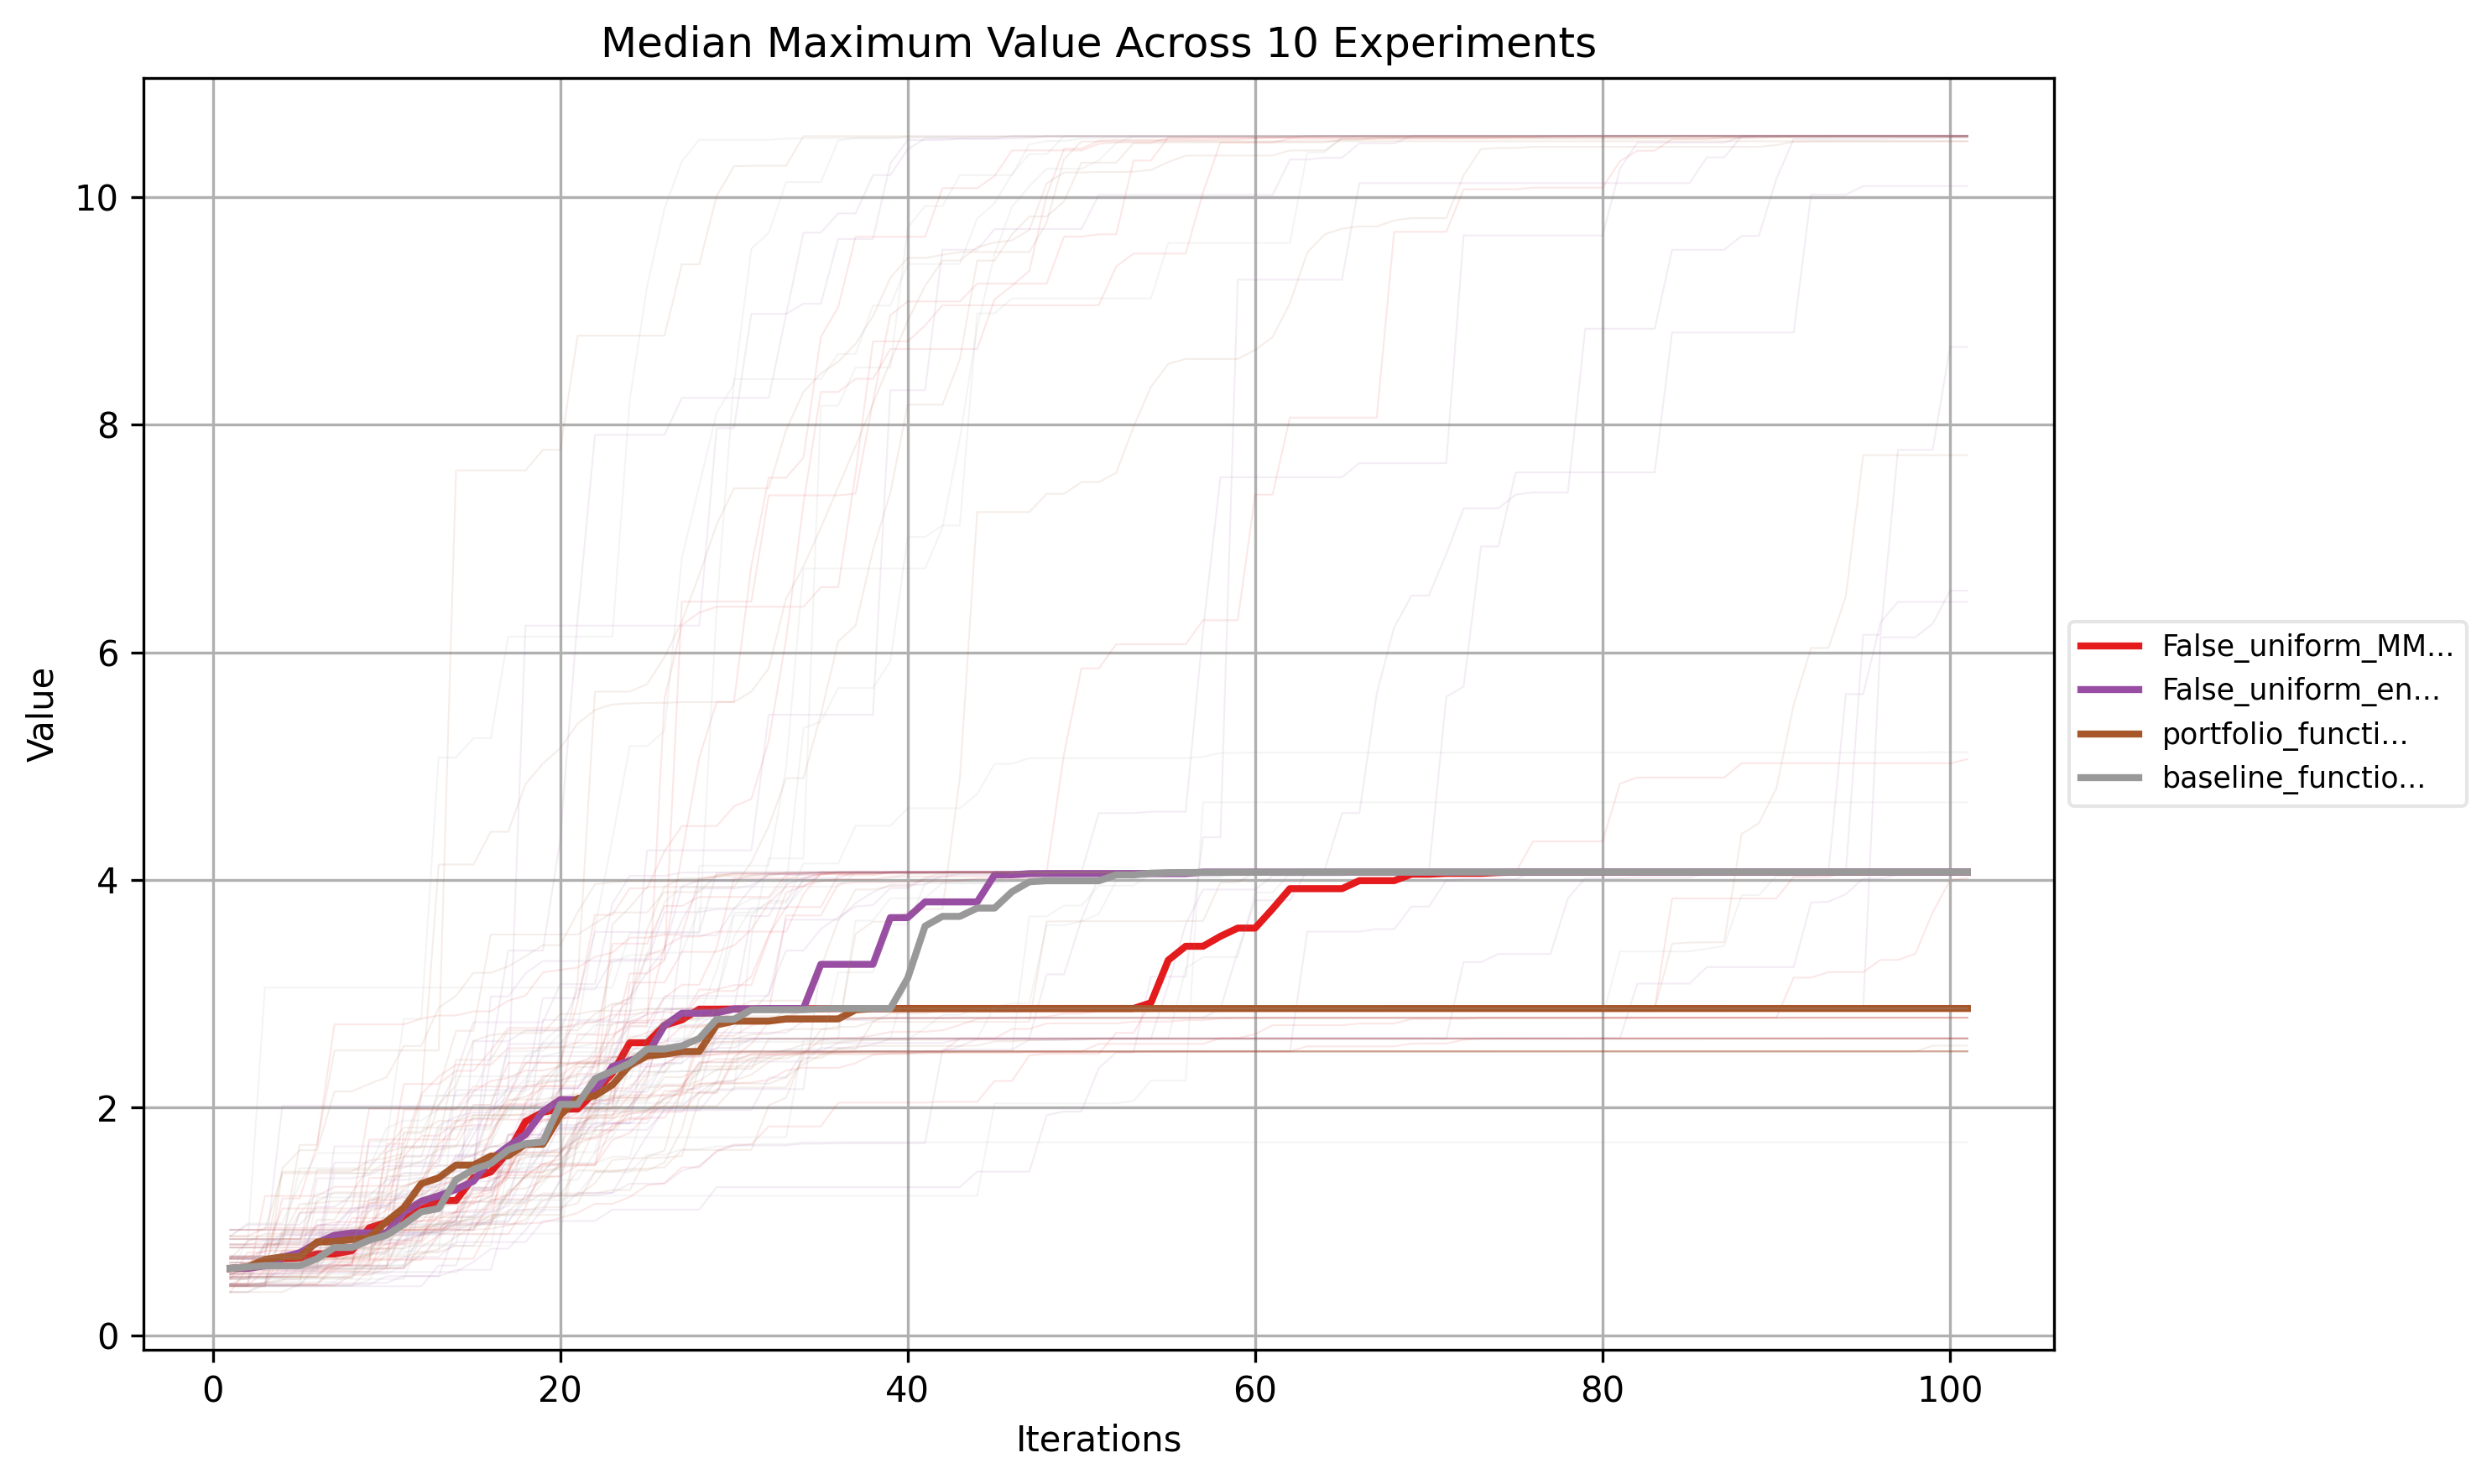 Median Maximum Value Across 10 Experiments
10
8
6
4
2
0
Value
0 20 40 60 80 100
Iterations
False_uniform_MM...
False_uniform_en...
portfolio_functi...
baseline_functio...